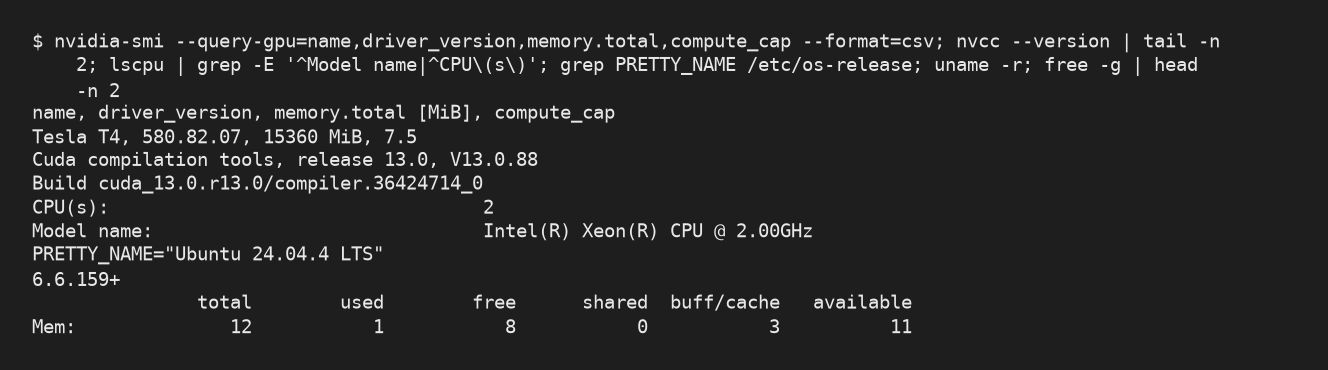 $ nvidia-smi --query-gpu=name,driver_version,memory.total,compute_cap --format=csv; nvcc --version | tail -n
    2; lscpu | grep -E '^Model name|^CPU\(s\)'; grep PRETTY_NAME /etc/os-release; uname -r; free -g | head
    -n 2
name, driver_version, memory.total [MiB], compute_cap
Tesla T4, 580.82.07, 15360 MiB, 7.5
Cuda compilation tools, release 13.0, V13.0.88
Build cuda_13.0.r13.0/compiler.36424714_0
CPU(s):                                  2
Model name:                              Intel(R) Xeon(R) CPU @ 2.00GHz
PRETTY_NAME="Ubuntu 24.04.4 LTS"
6.6.159+
               total        used        free      shared  buff/cache   available
Mem:              12           1           8           0           3          11